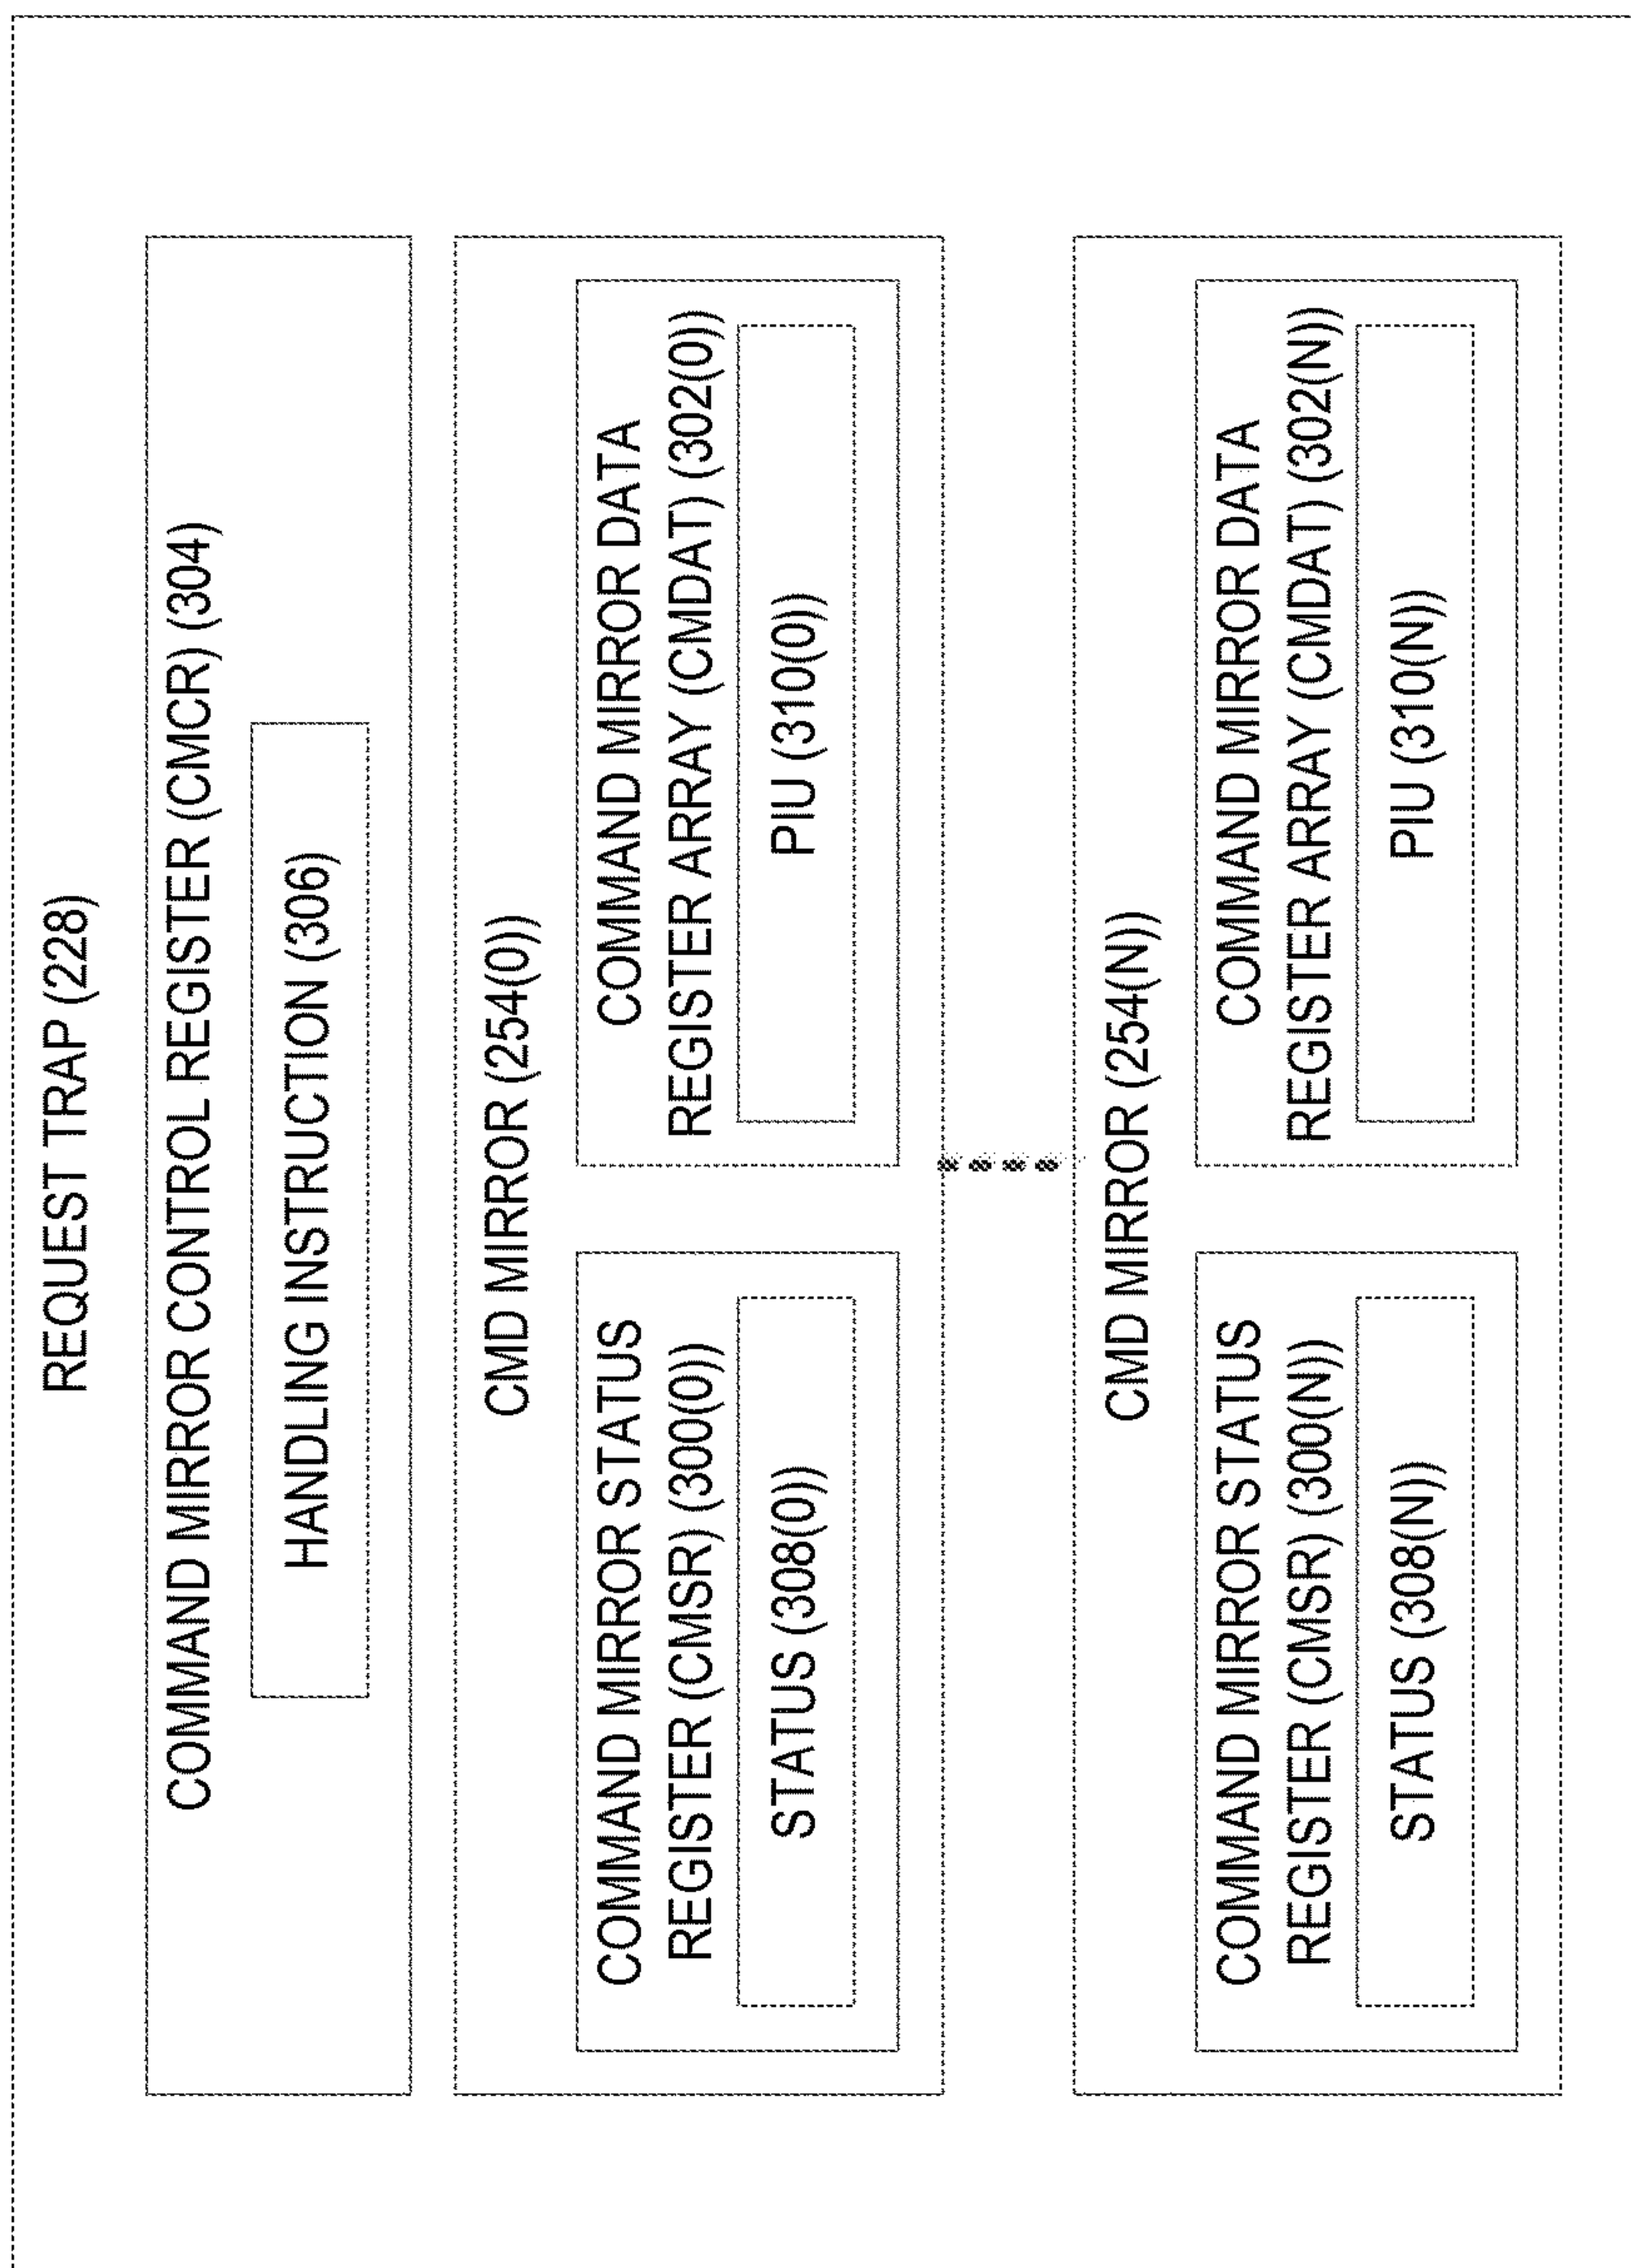 REQUEST TRAP (228)
COMMAND MIRROR CONTROL REGISTER (CMCR) (304)
HANDLING INSTRUCTION (306)
CMD MIRROR (254(0))
COMMAND MIRROR STATUS
REGISTER (CMSR) (300(0))
STATUS (308(0))
COMMAND MIRROR DATA
REGISTER ARRAY (CMDAT) (302(0))
PIU (310(0))
CMD MIRROR (254(N))
COMMAND MIRROR STATUS
REGISTER (CMSR) (300(N))
STATUS (308(N))
COMMAND MIRROR DATA
REGISTER ARRAY (CMDAT) (302(N))
PIU (310(N))